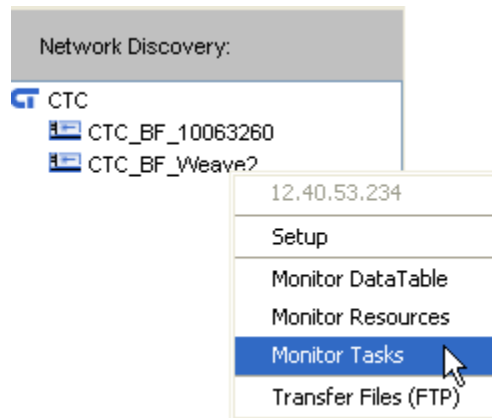 Network Discovery:
CTC
CTC_BF_10063260
CTC_BF_Weave2
12.40.53.234
Setup
Monitor DataTable
Monitor Resources
Monitor Tasks
Transfer Files (FTP)